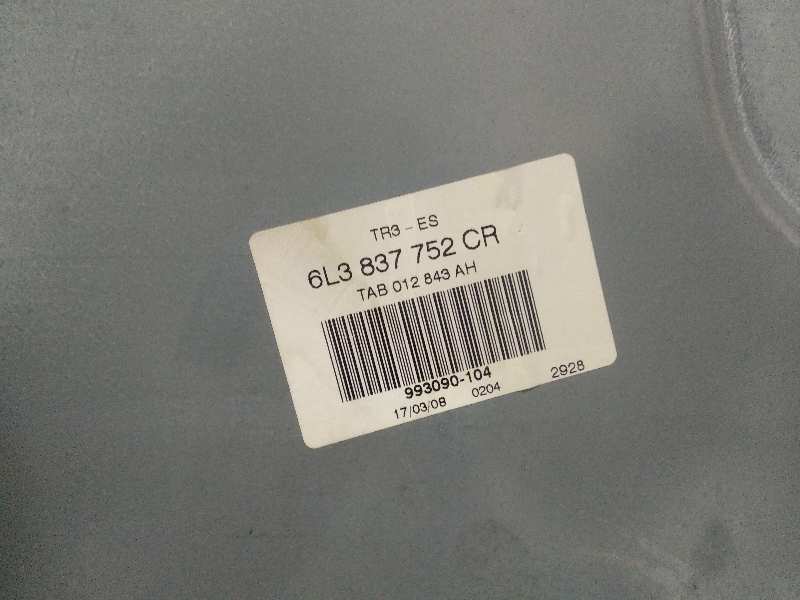 TR3 - ES
6L3 837 752 CR
TAB 012 843 AH
993090-104
17/03/08 0204 2928